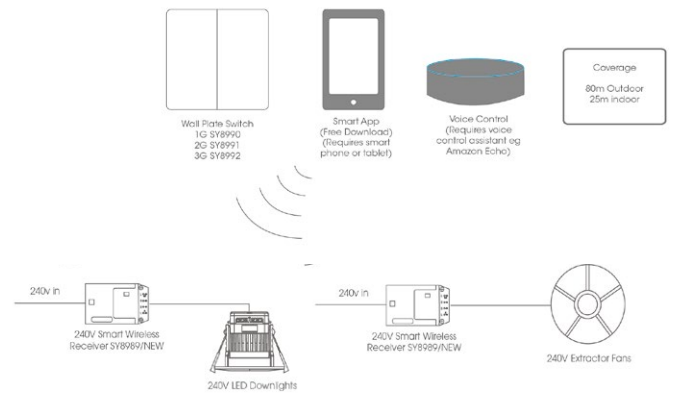 Wall Plate Switch
1G SY8990
2G SY8991
3G SY8992
Smart App
(Free Download)
(Requires smart
phone or tablet)
Voice Control
(Requires voice
control assistant eg
Amazon Echo)
Coverage
80m Outdoor
25m indoor
240v in
240V Smart Wireless
Receiver SY8989/NEW
240V LED Downlights
240v in
240V Smart Wireless
Receiver SY8989/NEW
240V Extractor Fans